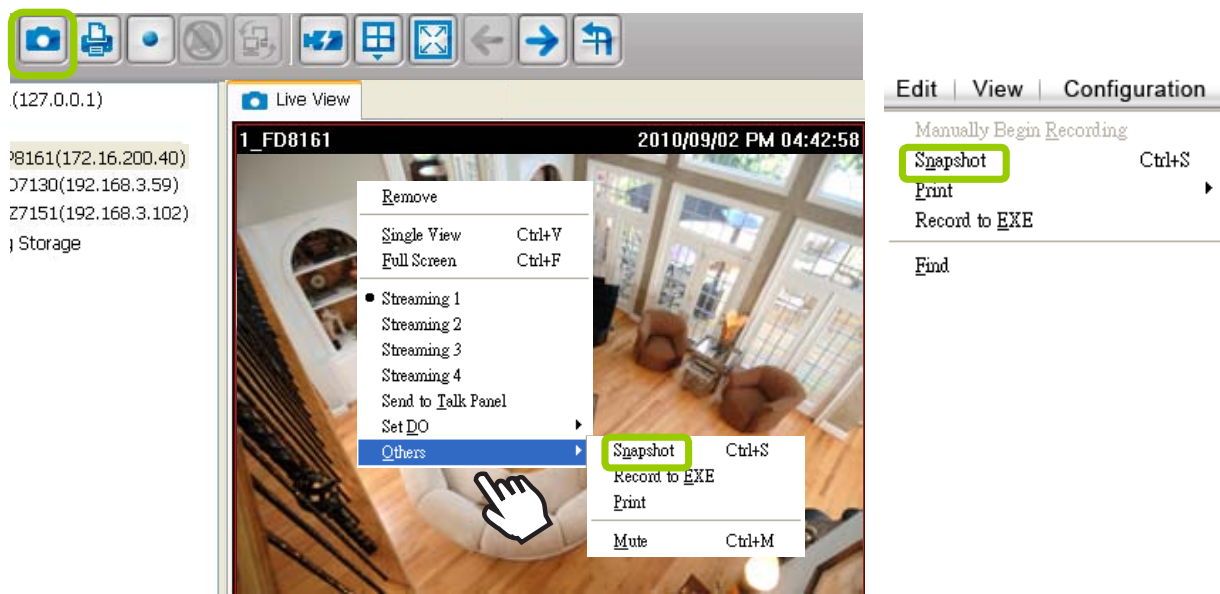 (127.0.0.1)
P8161(172.16.200.40)
D7130(192.168.3.59)
Z7151(192.168.3.102)
Storage
Live View
1_FD8161 2010/09/02 PM 04:42:58
Remove
Single View Ctrl+V
Full Screen Ctrl+F
Streaming 1
Streaming 2
Streaming 3
Streaming 4
Send to Talk Panel
Set DO
Others
Snapshot Ctrl+S
Record to EXE
Print
Mute Ctrl+M
Edit | View | Configuration
Manually Begin Recording
Snapshot Ctrl+S
Print
Record to EXE
Find